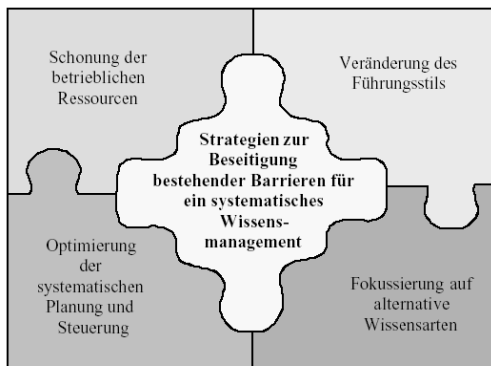 Schonung der
betrieblichen
Ressourcen
Veränderung des
Führungsstils
Strategien zur
Beseitigung
bestehender Barrieren für
ein systematisches
Wissens-
management
Optimierung
der
systematischen
Planung und
Steuerung
Fokussierung auf
alternative
Wissensarten